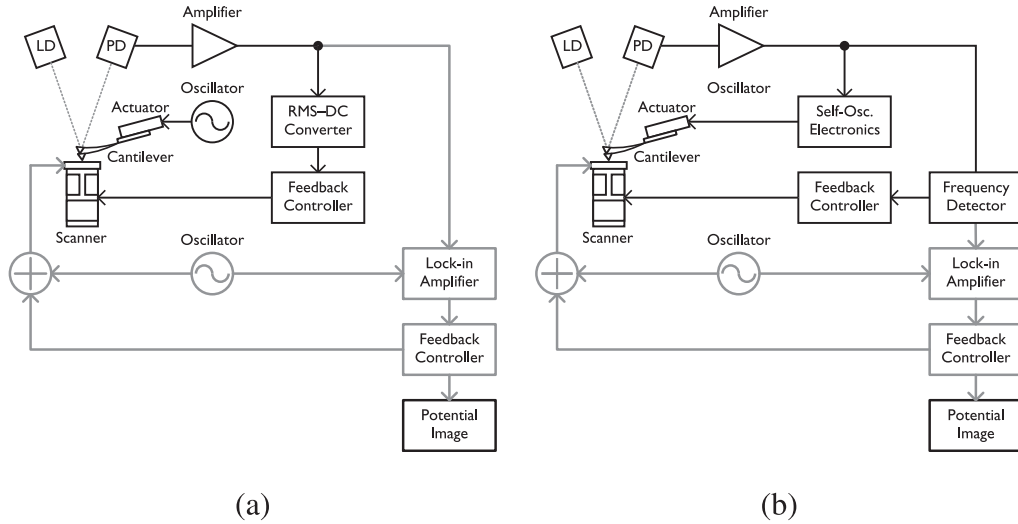 Amplifier
LD
PD
Oscillator
Actuator
RMS–DC
Converter
Cantilever
Feedback
Controller
Scanner
Oscillator
Lock-in
Amplifier
Feedback
Controller
Potential
Image
(a)
Amplifier
LD
PD
Oscillator
Actuator
Self-Osc.
Electronics
Cantilever
Feedback
Controller
Frequency
Detector
Scanner
Oscillator
Lock-in
Amplifier
Feedback
Controller
Potential
Image
(b)